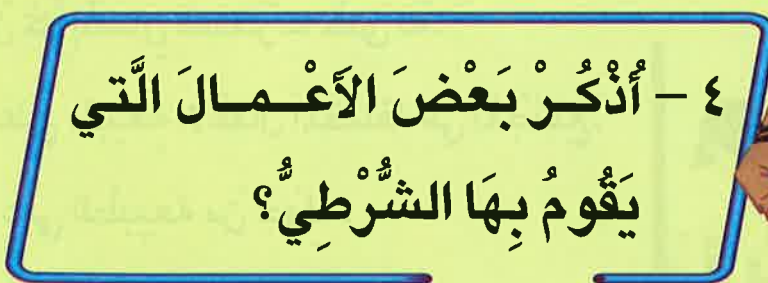 ٤ – أُذْكُـرْ بَعْضَ الأَعْـمـالَ الَّتي
يَقُومُ بِهَا الشُّرْطِيُّ؟